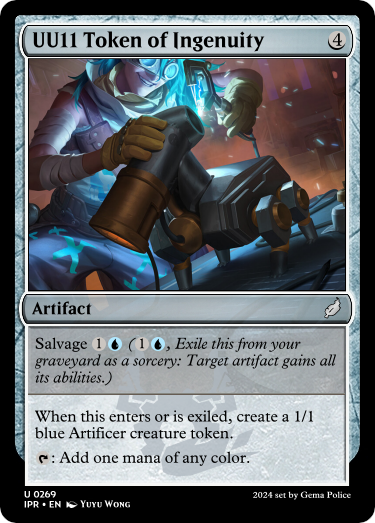 UU11 Token of Ingenuity 4
Artifact
Salvage 1 (1, Exile this from your
graveyard as a sorcery: Target artifact gains all
its abilities.)
When this enters or is exiled, create a 1/1
blue Artificer creature token.
: Add one mana of any color.
U 0269
IPR • EN Yuyu Wong
2024 set by Gema Police